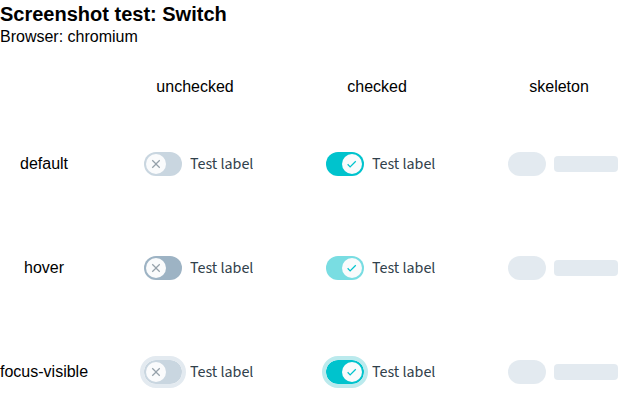 Screenshot test: Switch
Browser: chromium
unchecked checked skeleton
default Test label Test label
hover Test label Test label
focus-visible Test label Test label